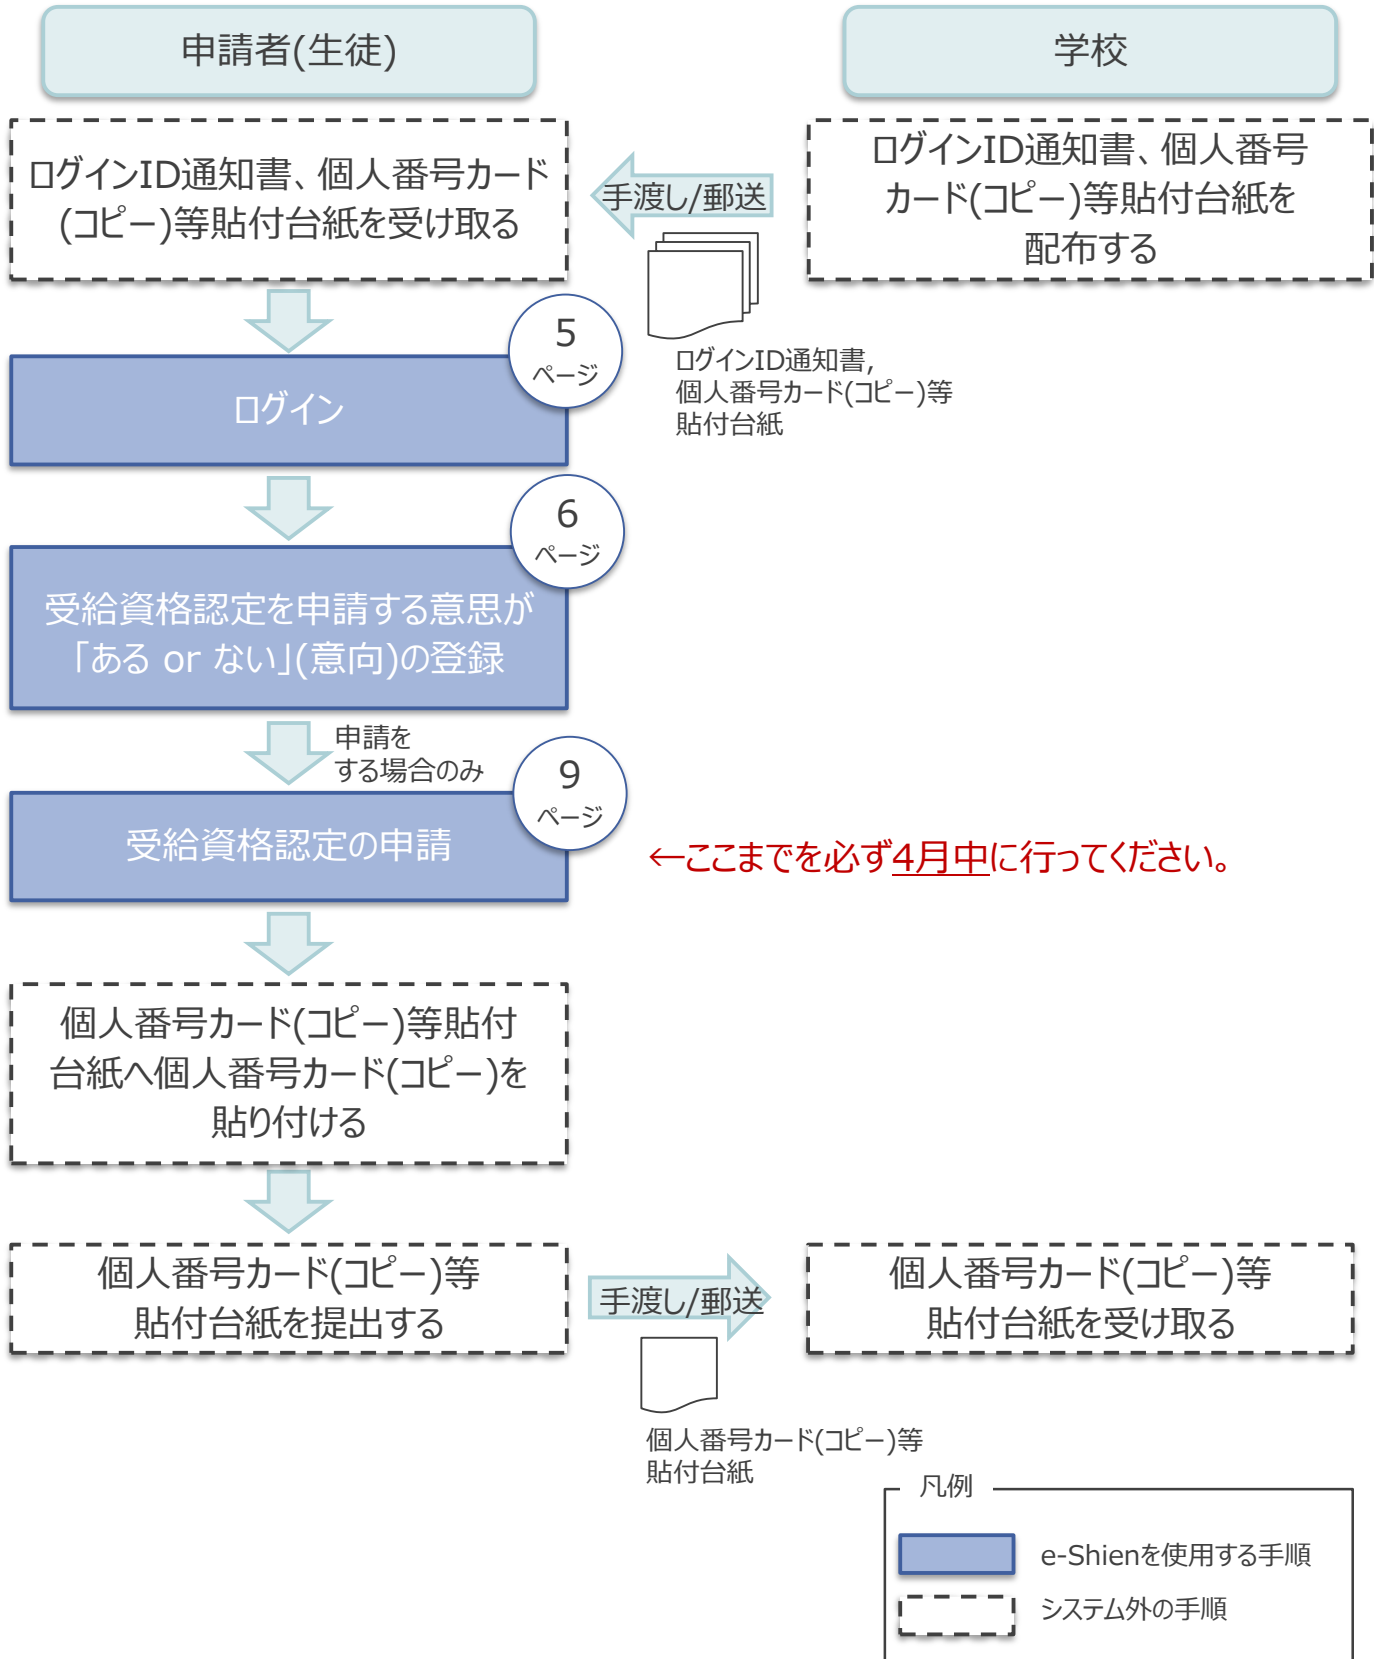 申請者(生徒)
学校
ログインID通知書、個人番号カード
(コピー)等貼付台紙を受け取る
手渡し/郵送
ログインID通知書、個人番号
カード(コピー)等貼付台紙を
配布する
ログインID通知書,
個人番号カード(コピー)等
貼付台紙
5
ページ
ログイン
6
ページ
受給資格認定を申請する意思が
「ある or ない」(意向)の登録
申請を
する場合のみ
9
ページ
受給資格認定の申請
←ここまでを必ず4月中に行ってください。
個人番号カード(コピー)等貼付
台紙へ個人番号カード(コピー)を
貼り付ける
個人番号カード(コピー)等
貼付台紙を提出する
手渡し/郵送
個人番号カード(コピー)等
貼付台紙を受け取る
個人番号カード(コピー)等
貼付台紙
凡例
e-Shienを使用する手順
システム外の手順